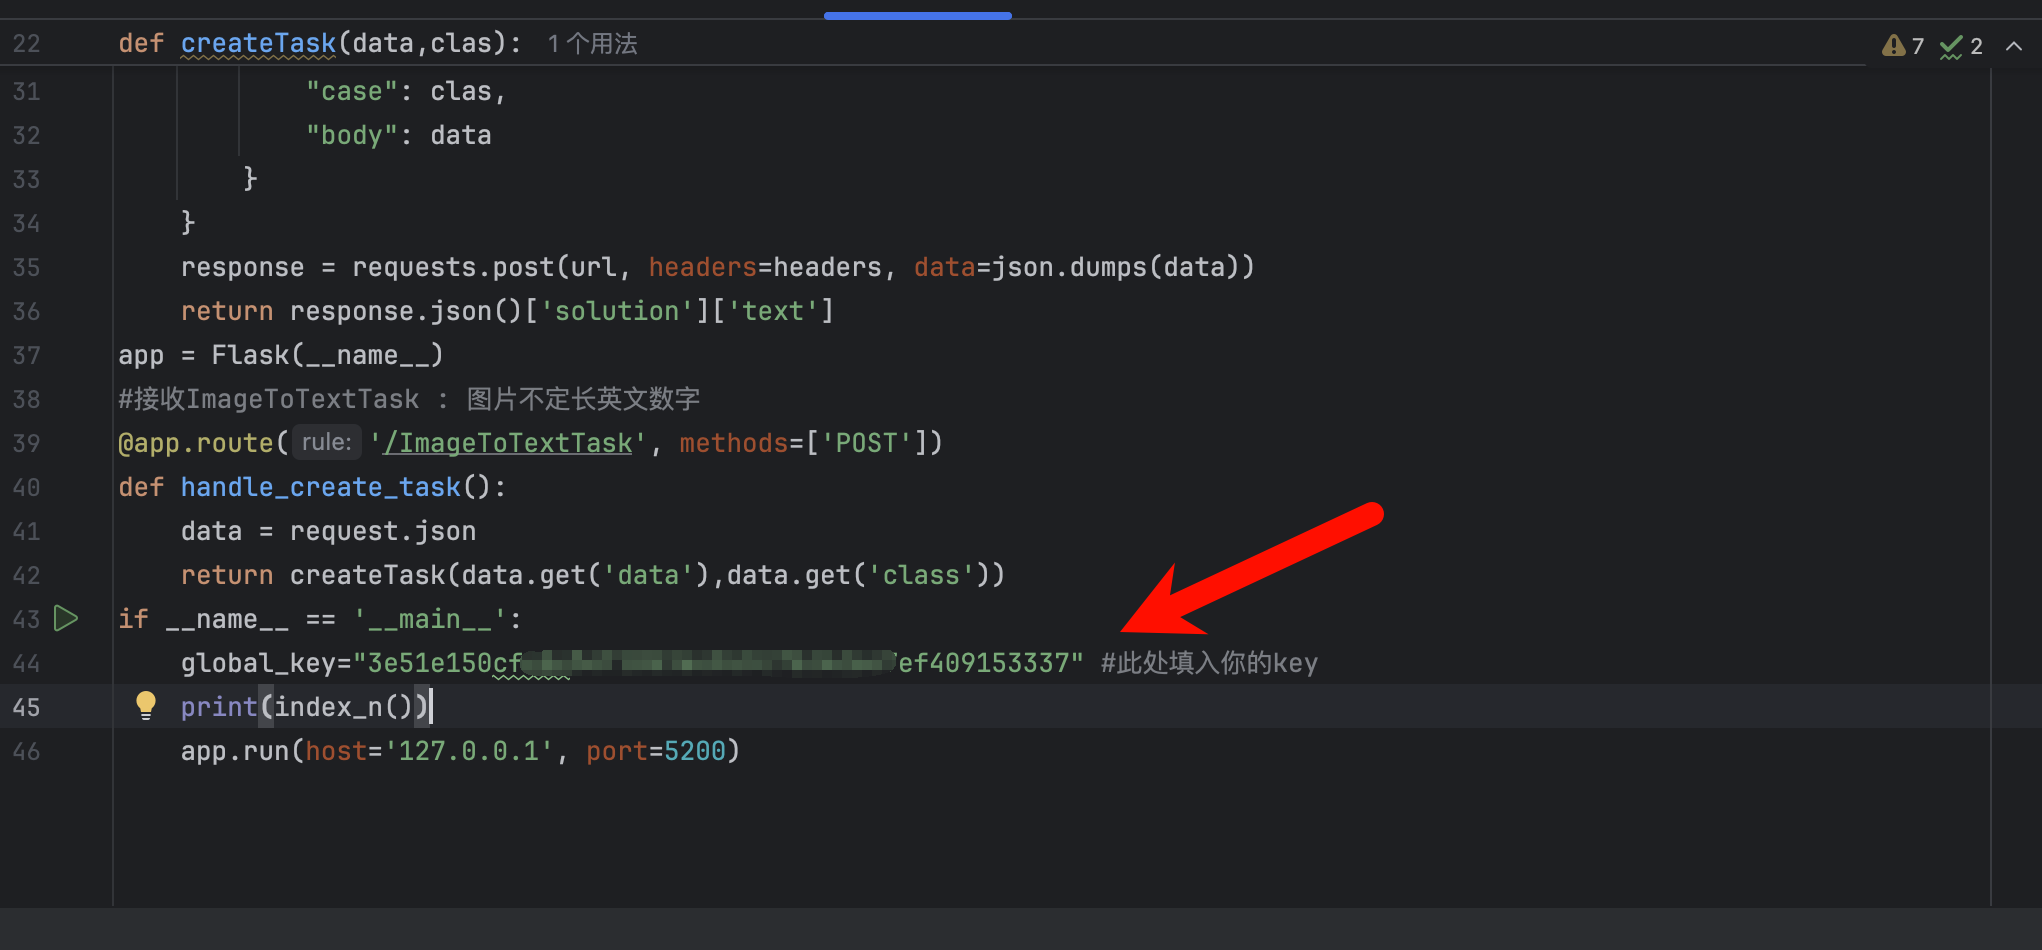 22 def createTask(data,clas): 1个用法
7 2
31 "case": clas,
32 "body": data
33 }
34 }
35 response = requests.post(url, headers=headers, data=json.dumps(data))
36 return response.json()['solution']['text']
37 app = Flask(__name__)
38 #接收ImageToTextTask : 图片不定长英文数字
39 @app.route( rule: '/ImageToTextTask', methods=['POST'])
40 def handle_create_task():
41 data = request.json
42 return createTask(data.get('data'),data.get('class'))
43 if __name__ == '__main__':
44 global_key="3e51e150cf ef409153337" #此处填入你的key
45 print(index_n())
46 app.run(host='127.0.0.1', port=5200)